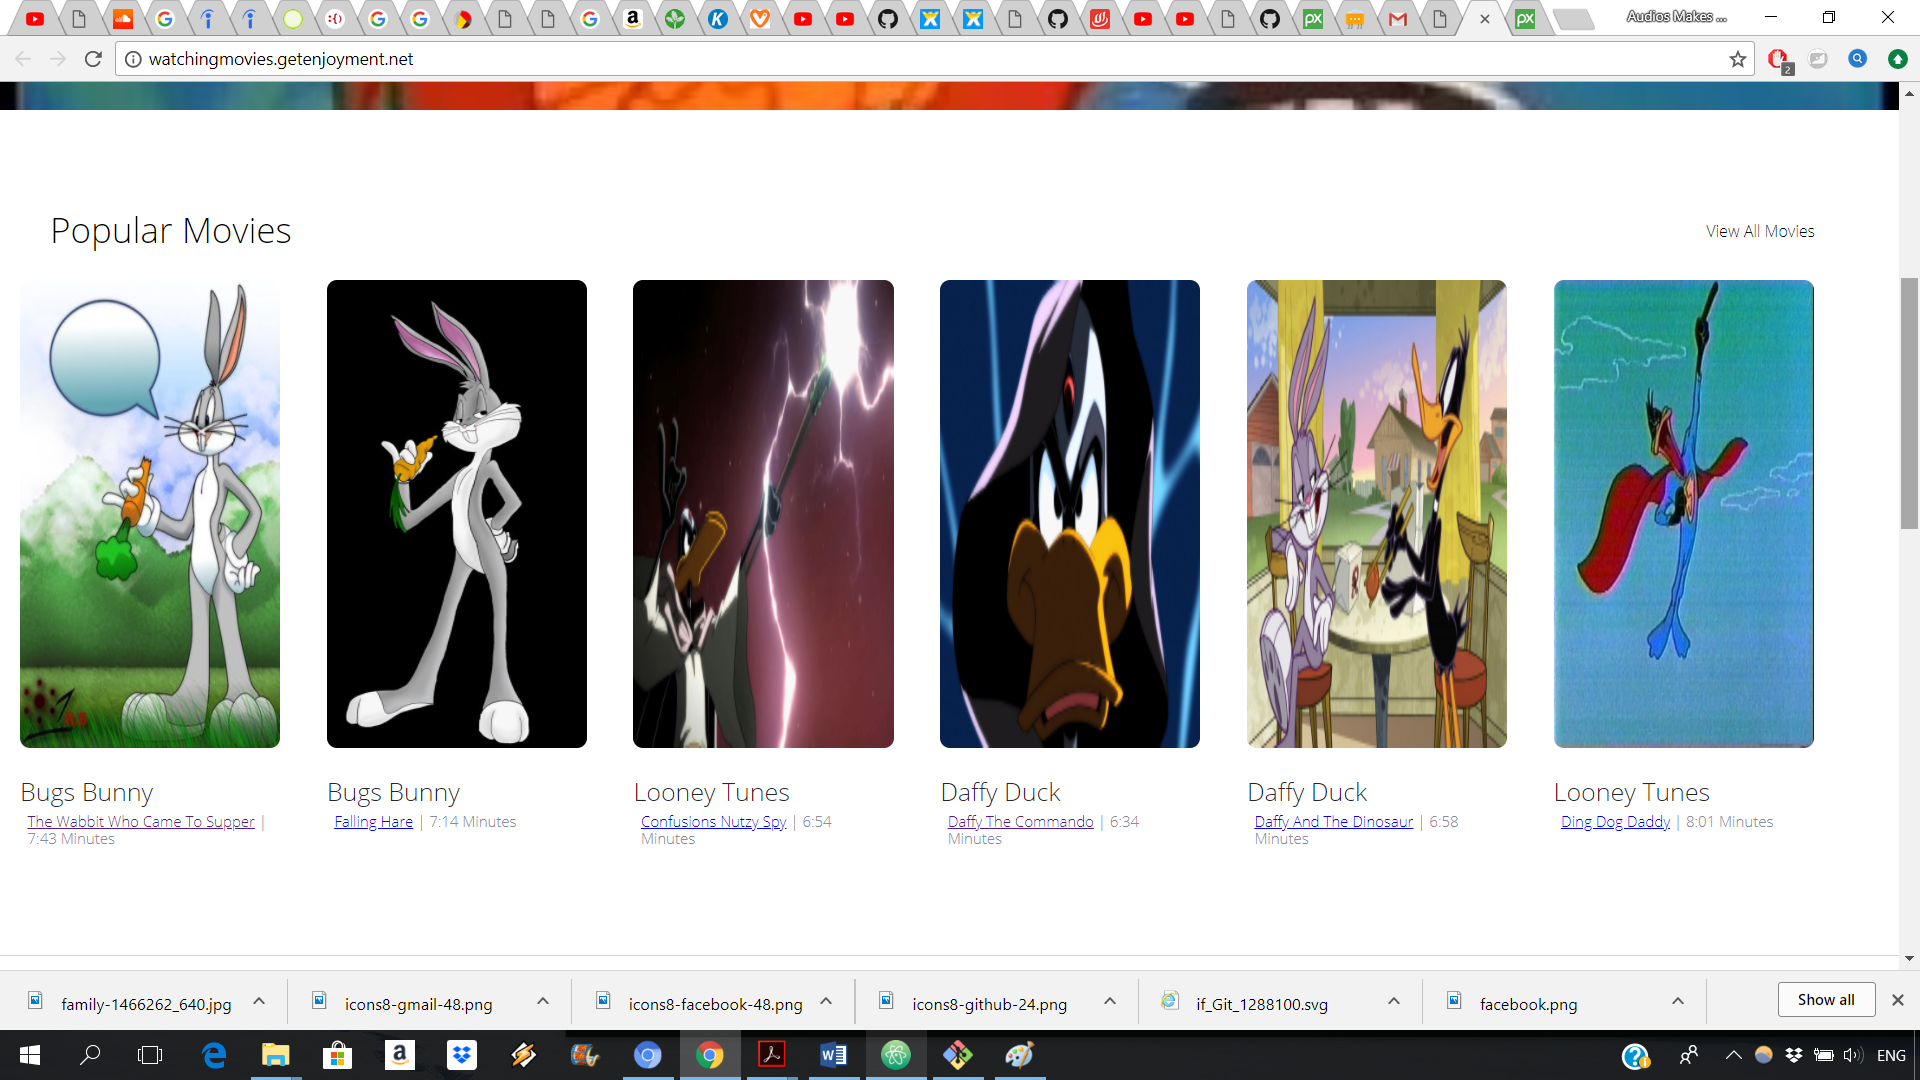 Audios Makes ...
watchingmovies.getenjoyment.net
2
Popular Movies
View All Movies
Bugs Bunny
The Wabbit Who Came To Supper |
7:43 Minutes
Bugs Bunny
Falling Hare | 7:14 Minutes
Looney Tunes
Confusions Nutzy Spy | 6:54
Minutes
Daffy Duck
Daffy The Commando | 6:34
Minutes
Daffy Duck
Daffy And The Dinosaur | 6:58
Minutes
Looney Tunes
Ding Dog Daddy | 8:01 Minutes
family-1466262_640.jpg
icons8-gmail-48.png
icons8-facebook-48.png
icons8-github-24.png
if_Git_1288100.svg
facebook.png
Show all
ENG